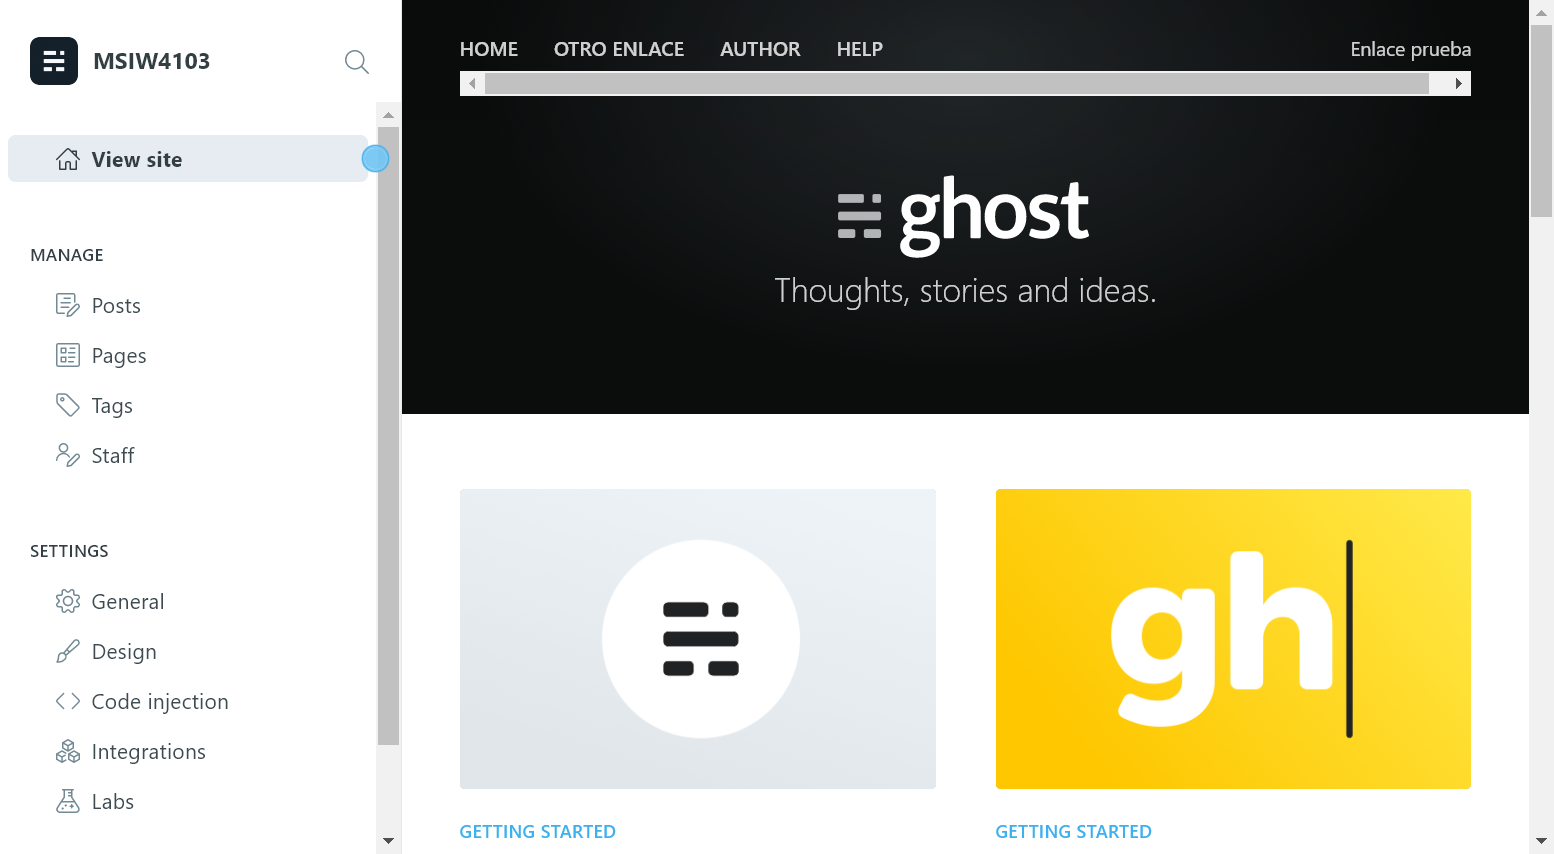 MSIW4103
View site
MANAGE
Posts
Pages
Tags
Staff
SETTINGS
General
Design
Code injection
Integrations
Labs
HOME OTRO ENLACE AUTHOR HELP Enlace prueba
ghost
Thoughts, stories and ideas.
gh
GETTING STARTED
GETTING STARTED